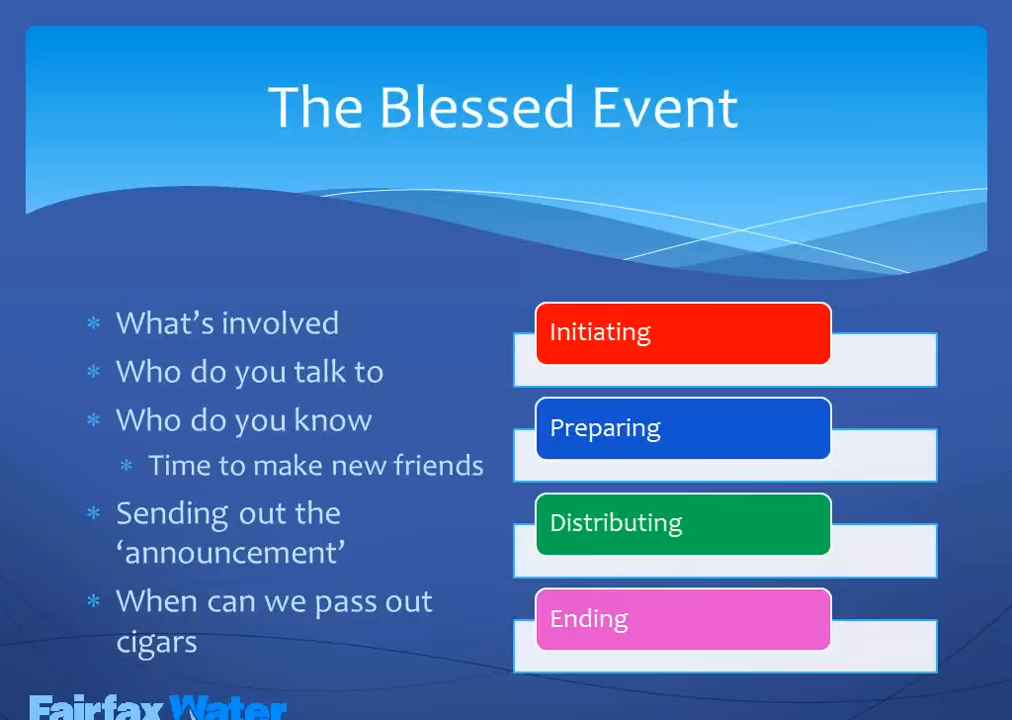 The Blessed Event
What’s involved
Who do you talk to
Who do you know
Time to make new friends
Sending out the
‘announcement’
When can we pass out
cigars
Initiating
Preparing
Distributing
Ending
Fairfax Water